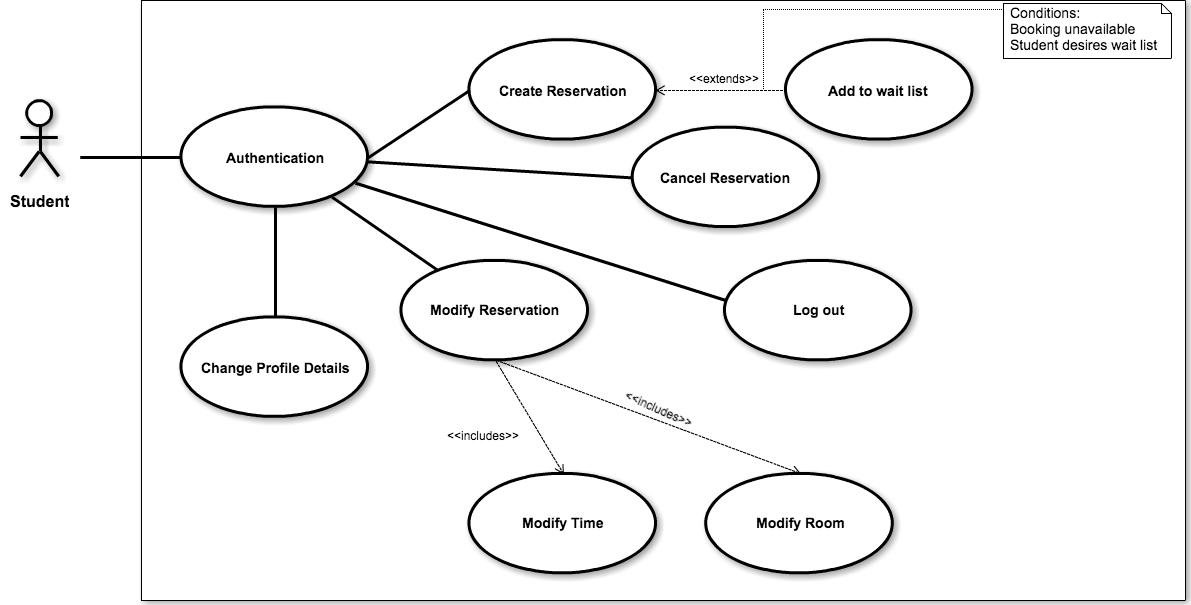 Conditions:
Booking unavailable
Student desires wait list
<<extends>>
Create Reservation
Add to wait list
Authentication
Cancel Reservation
Student
Modify Reservation
Log out
Change Profile Details
<<includes>>
<<includes>>
Modify Time
Modify Room